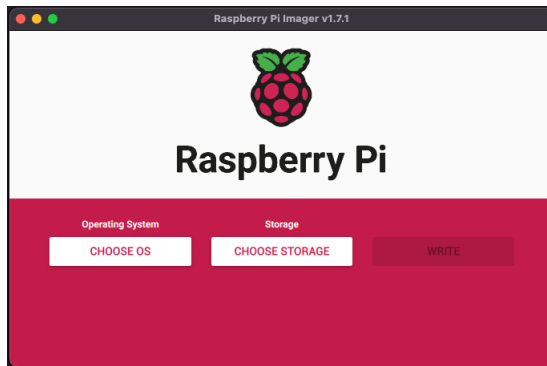 Raspberry Pi Imager v1.7.1
Raspberry Pi
Operating System
Storage
CHOOSE OS
CHOOSE STORAGE
WRITE